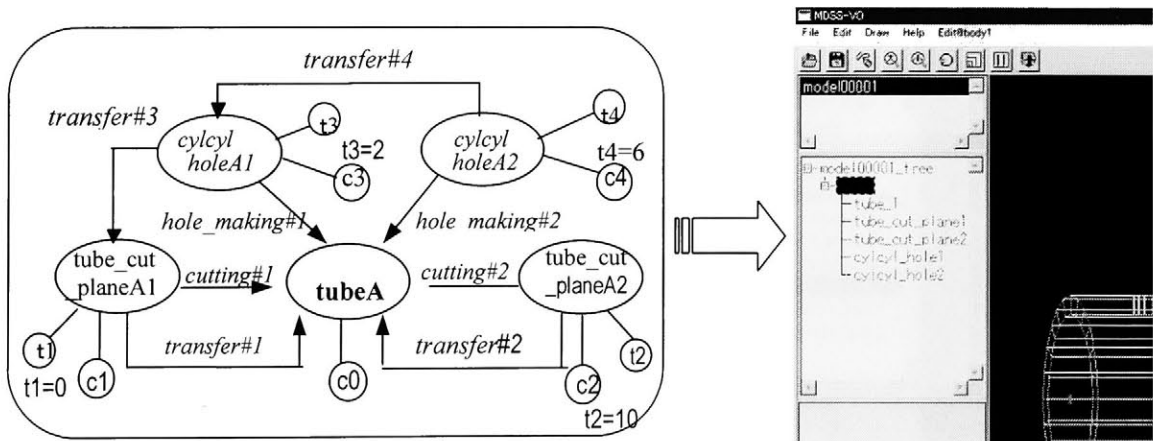 transfer#4
transfer#3
cylcyl
holeA1
t3
t3=2
c3
cylcyl
holeA2
t4
t4=6
c4
hole_making#1
hole_making#2
tube_cut
_planeA1
cutting#1
tubeA
cutting#2
tube_cut
_planeA2
t1
t1=0
c1
transfer#1
c0
transfer#2
c2
t2
t2=10
MDSS-VO
File Edit Draw Help Edit@body1
model00001
model00001_tree
tube_1
tube_cut_plane1
tube_cut_plane2
cylcyl_hole1
cylcyl_hole2